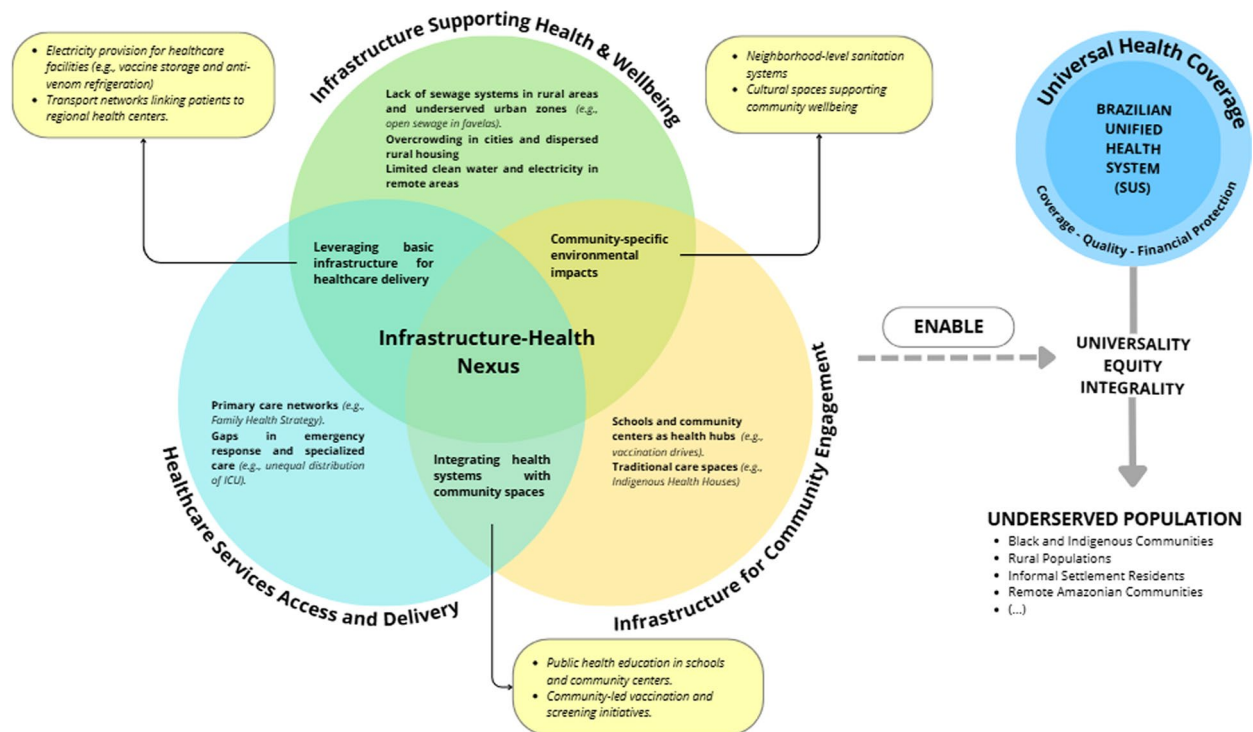 Infrastructure Supporting Health & Wellbeing
• Electricity provision for healthcare
facilities (e.g., vaccine storage and anti-
venom refrigeration)
• Transport networks linking patients to
regional health centers.
Lack of sewage systems in rural areas
and underserved urban zones (e.g.,
open sewage in favelas).
Overcrowding in cities and dispersed
rural housing
Limited clean water and electricity in
remote areas
• Neighborhood-level sanitation
systems
• Cultural spaces supporting
community wellbeing
Leveraging basic
infrastructure for
healthcare delivery
Community-specific
environmental
impacts
Infrastructure-Health
Nexus
Primary care networks (e.g.,
Family Health Strategy).
Gaps in emergency
response and specialized
care (e.g., unequal distribution
of ICU).
Integrating health
systems with
community spaces
Schools and community
centers as health hubs (e.g.,
vaccination drives).
Traditional care spaces (e.g.,
Indigenous Health Houses)
Healthcare Services Access and Delivery
Infrastructure for Community Engagement
• Public health education in schools
and community centers.
• Community-led vaccination and
screening initiatives.
ENABLE
Universal Health Coverage
BRAZILIAN
UNIFIED
HEALTH
SYSTEM
(SUS)
Coverage - Quality - Financial Protection
UNIVERSALITY
EQUITY
INTEGRALITY
UNDERSERVED POPULATION
• Black and Indigenous Communities
• Rural Populations
• Informal Settlement Residents
• Remote Amazonian Communities
• (...)